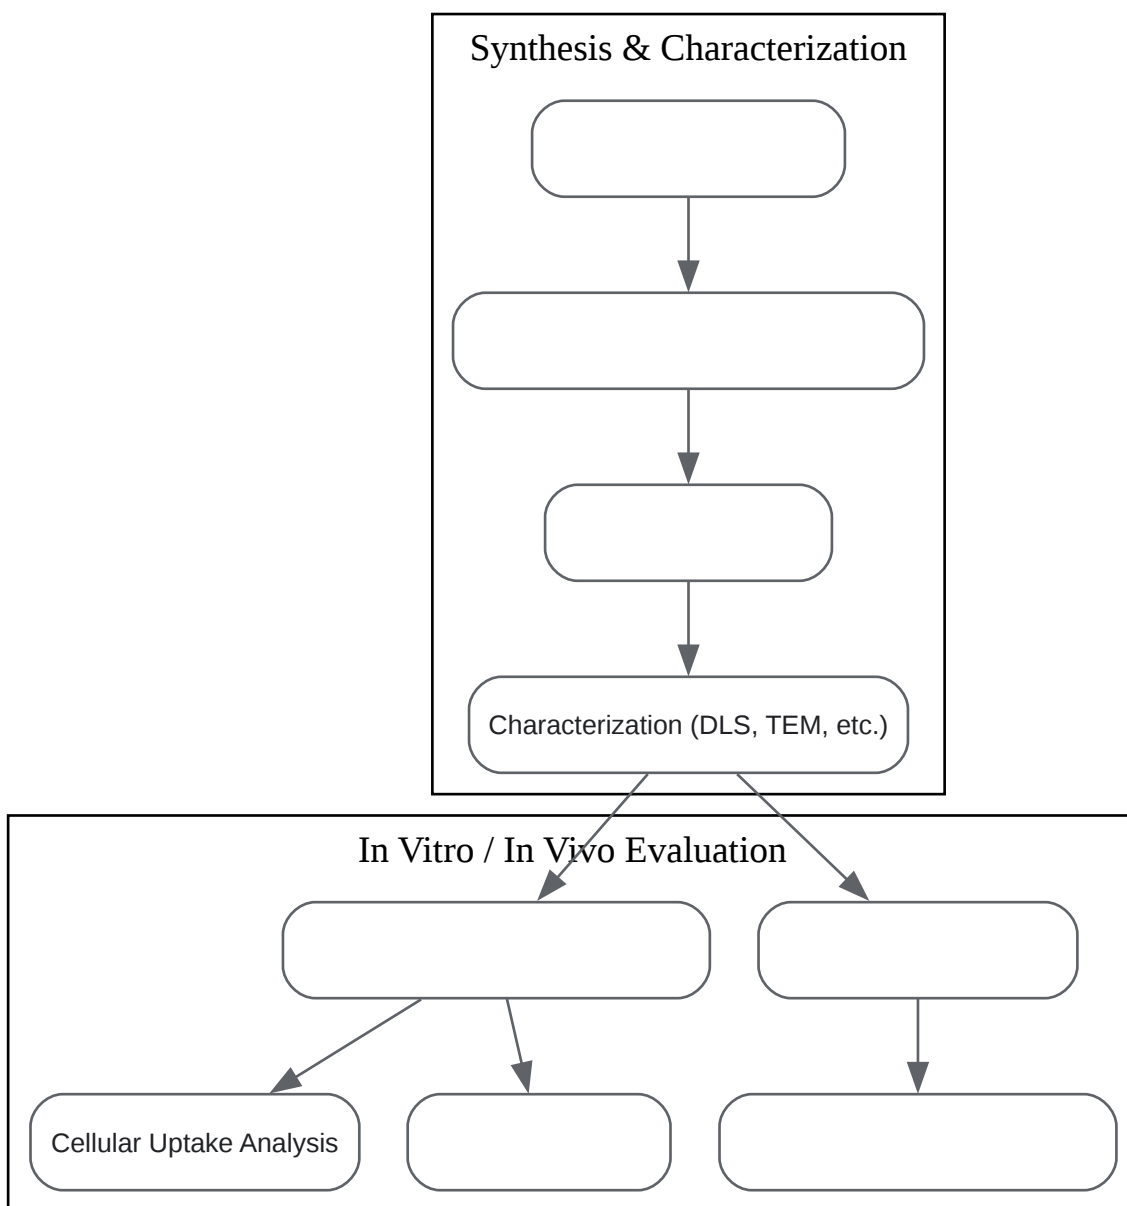 Synthesis & Characterization
Characterization (DLS, TEM, etc.)
In Vitro / In Vivo Evaluation
Cellular Uptake Analysis